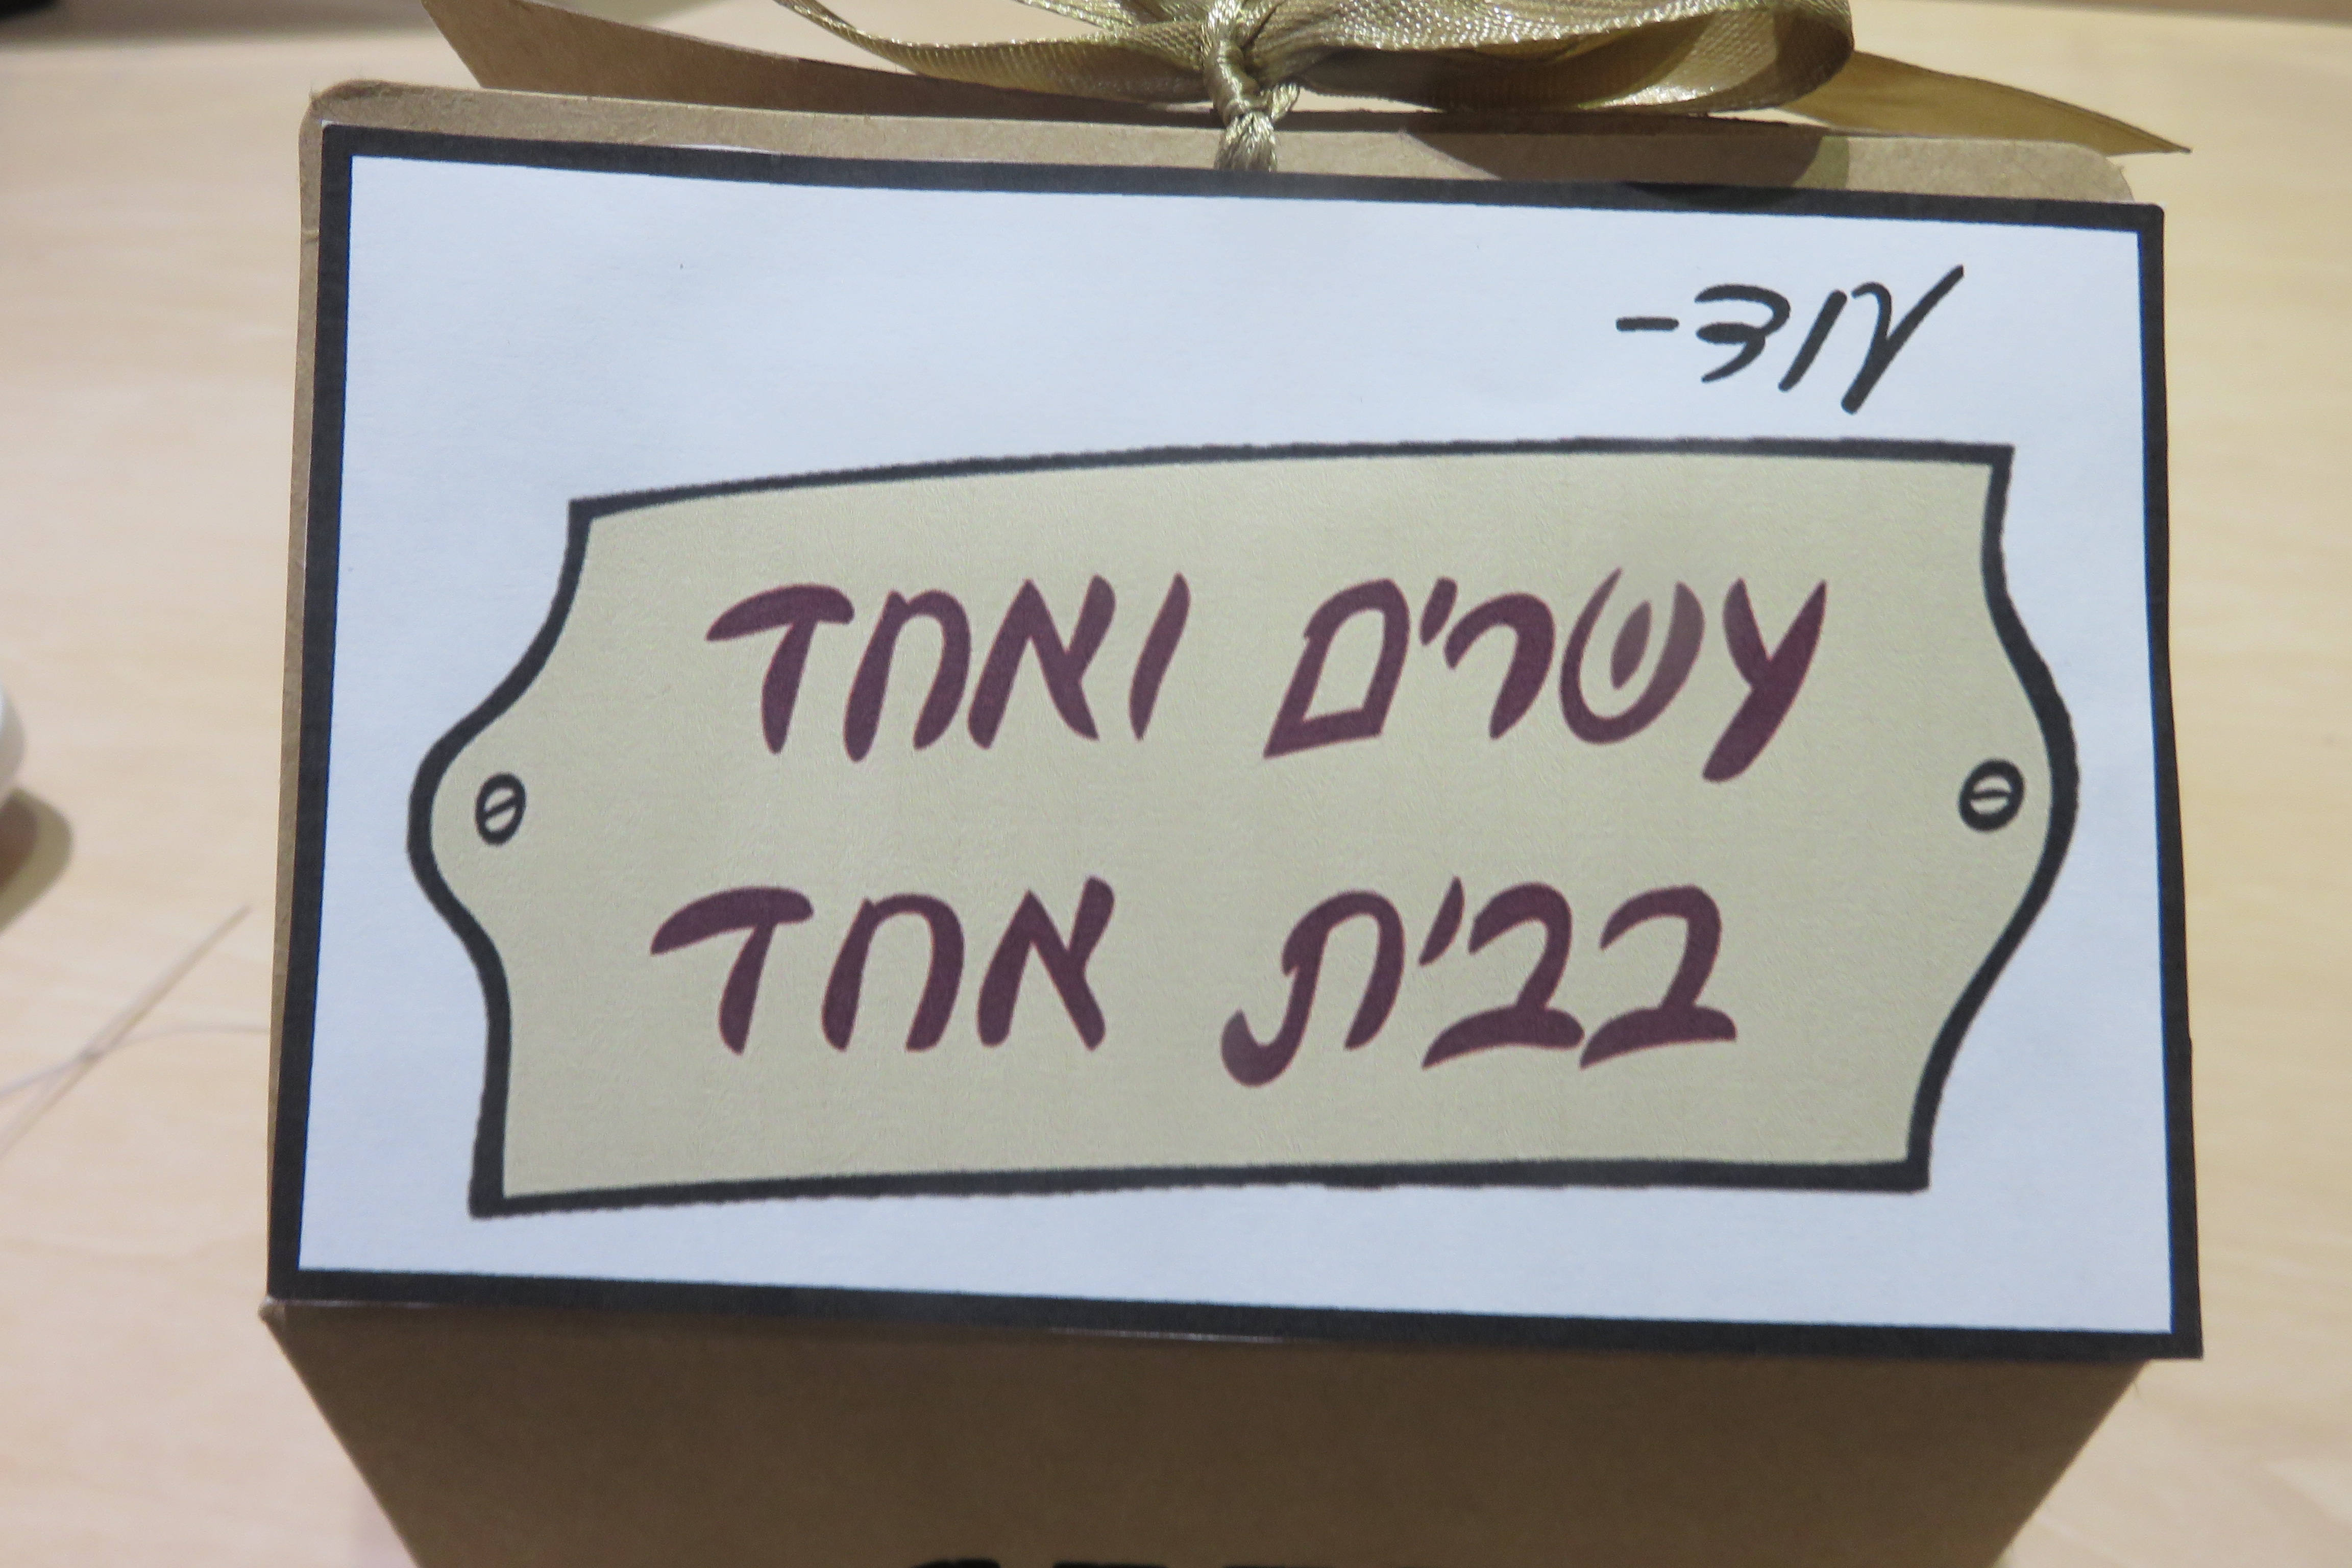 עוד-
עשרים ואחד
בבית אחד